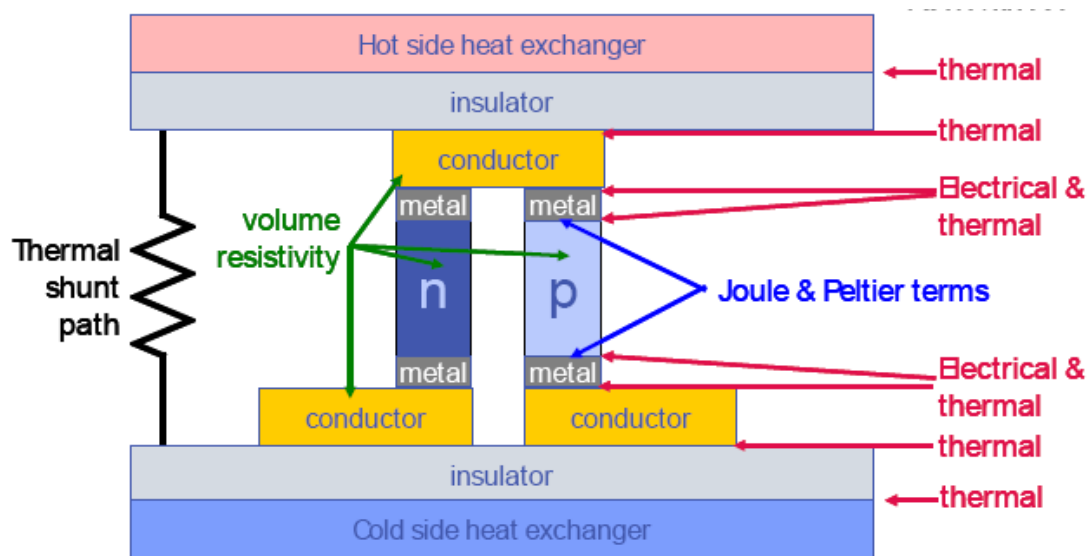 Hot side heat exchanger
thermal
insulator
thermal
conductor
Electrical &
thermal
metal
metal
volume
resistivity
Thermal
shunt
path
n
p
Joule & Peltier terms
metal
metal
Electrical &
thermal
conductor
conductor
thermal
insulator
thermal
Cold side heat exchanger